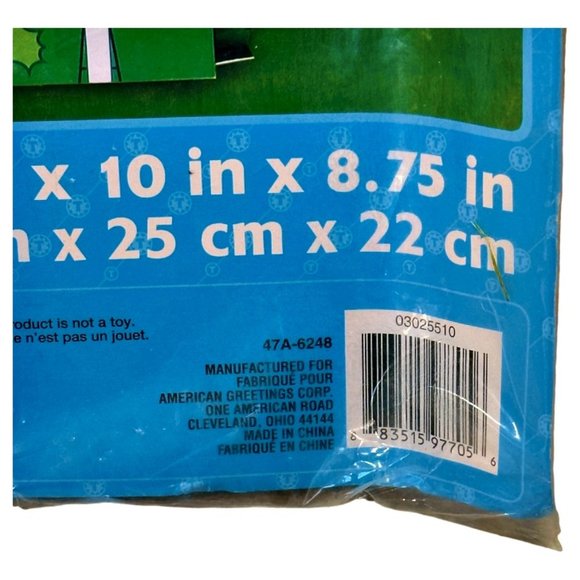 x 10 in x 8.75 in
x 25 cm x 22 cm
roduct is not a toy.
e n'est pas un jouet.
47A-6248
MANUFACTURED FOR
FABRIQUÉ POUR
AMERICAN GREETINGS CORP.
ONE AMERICAN ROAD
CLEVELAND, OHIO 44144
MADE IN CHINA
FABRIQUÉ EN CHINE
03025510
8 83515 97705 6